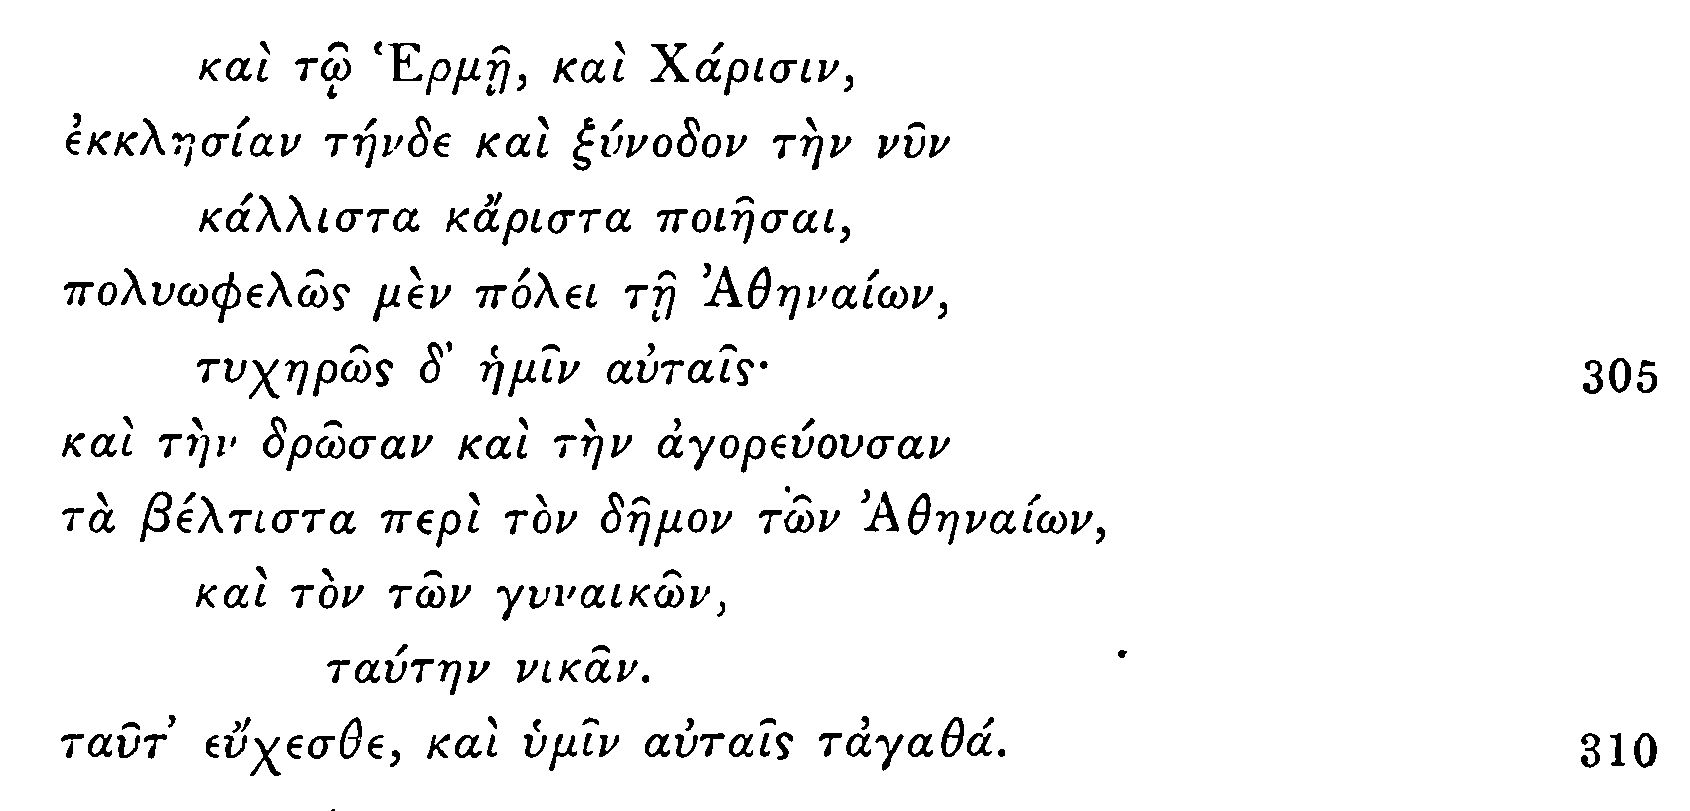 καὶ τῷ Ἑρμῇ, καὶ Χάρισιν,
ἐκκλησίαν τήνδε καὶ ξύνοδον τὴν νῦν
κάλλιστα κἄριστα ποιῆσαι,
πολυωφελῶς μὲν πόλει τῇ Ἀθηναίων,
τυχηρῶς δ' ἡμῖν αὐταῖς· 305
καὶ τὴν δρῶσαν καὶ τὴν ἀγορεύουσαν
τὰ βέλτιστα περὶ τὸν δῆμον τῶν Ἀθηναίων,
καὶ τὸν τῶν γυναικῶν,
ταύτην νικᾶν.
ταῦτ' εὔχεσθε, καὶ ὑμῖν αὐταῖς τἀγαθά. 310